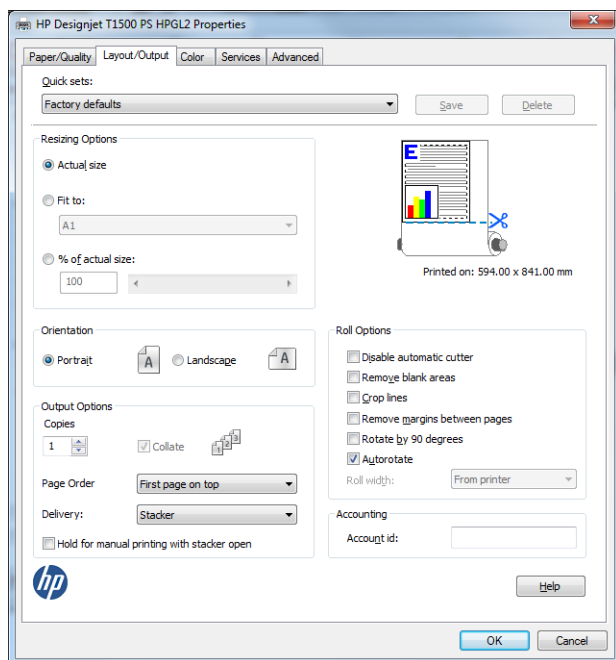 HP Designjet T1500 PS HPGL2 Properties
Paper/Quality Layout/Output Color Services Advanced
Quick sets:
Factory defaults Save Delete
Resizing Options
Actual size
Fit to:
A1
% of actual size:
100
E
Printed on: 594.00 x 841.00 mm
Orientation
Portrait A Landscape A
Output Options
Copies
1 Collate 1 2 3
Page Order First page on top
Delivery: Stacker
Hold for manual printing with stacker open
Roll Options
Disable automatic cutter
Remove blank areas
Crop lines
Remove margins between pages
Rotate by 90 degrees
Autorotate
Roll width: From printer
Accounting
Account id:
hp
Help
OK Cancel